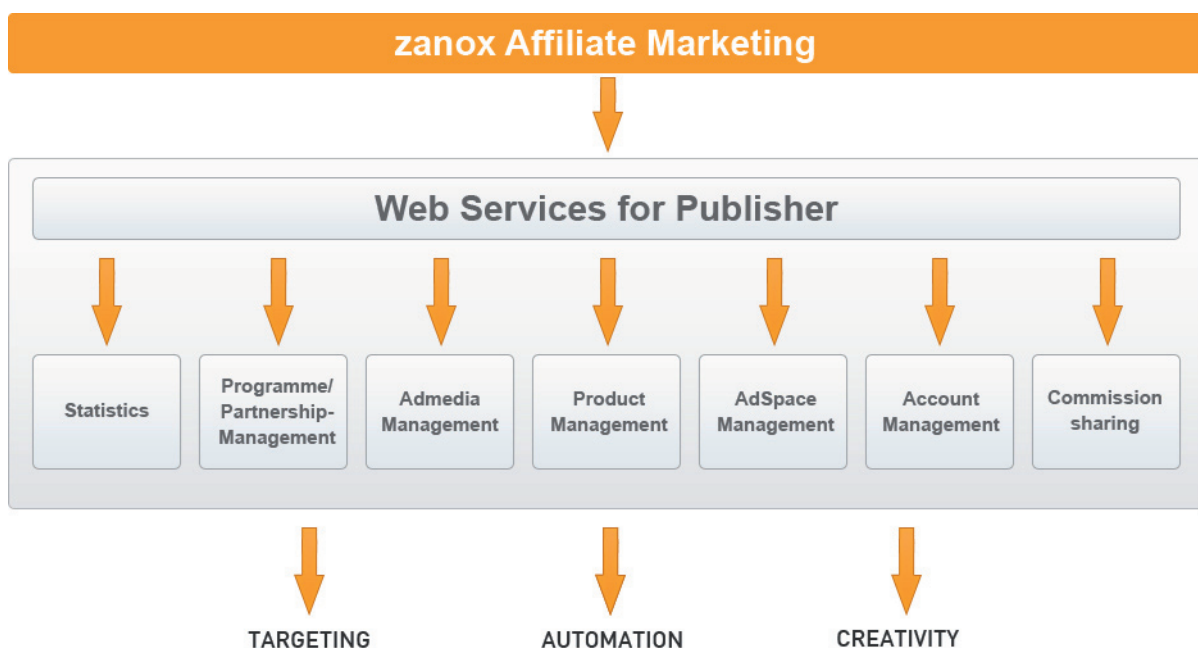 zanox Affiliate Marketing
Web Services for Publisher
Statistics
Programme/
Partnership-
Management
Admedia
Management
Product
Management
AdSpace
Management
Account
Management
Commission
sharing
TARGETING
AUTOMATION
CREATIVITY